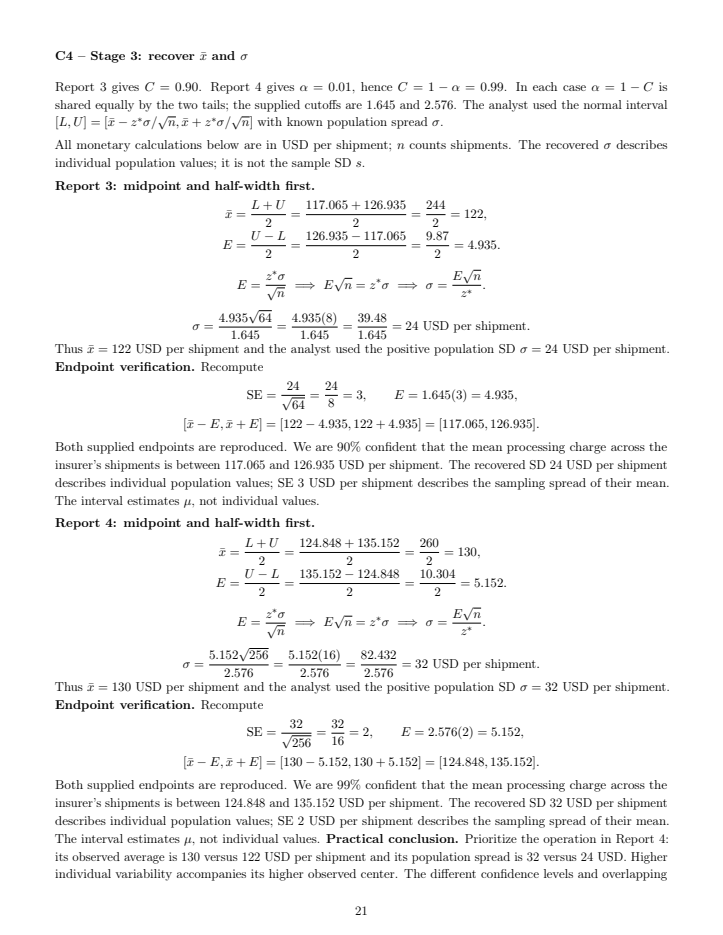 C4 – Stage 3: recover x̄ and σ
Report 3 gives C = 0.90. Report 4 gives α = 0.01, hence C = 1 − α = 0.99. In each case α = 1 − C is
shared equally by the two tails; the supplied cutoffs are 1.645 and 2.576. The analyst used the normal interval
[L, U] = [x̄ − z*σ/√n, x̄ + z*σ/√n] with known population spread σ.
All monetary calculations below are in USD per shipment; n counts shipments. The recovered σ describes
individual population values; it is not the sample SD s.
Report 3: midpoint and half-width first.
x̄ = (L + U)/2 = (117.065 + 126.935)/2 = 244/2 = 122,
E = (U − L)/2 = (126.935 − 117.065)/2 = 9.87/2 = 4.935.
E = z*σ/√n ⟹ E√n = z*σ ⟹ σ = E√n/z*.
σ = 4.935√64/1.645 = 4.935(8)/1.645 = 39.48/1.645 = 24 USD per shipment.
Thus x̄ = 122 USD per shipment and the analyst used the positive population SD σ = 24 USD per shipment.
Endpoint verification. Recompute
SE = 24/√64 = 24/8 = 3, E = 1.645(3) = 4.935,
[x̄ − E, x̄ + E] = [122 − 4.935, 122 + 4.935] = [117.065, 126.935].
Both supplied endpoints are reproduced. We are 90% confident that the mean processing charge across the
insurer's shipments is between 117.065 and 126.935 USD per shipment. The recovered SD 24 USD per shipment
describes individual population values; SE 3 USD per shipment describes the sampling spread of their mean.
The interval estimates μ, not individual values.
Report 4: midpoint and half-width first.
x̄ = (L + U)/2 = (124.848 + 135.152)/2 = 260/2 = 130,
E = (U − L)/2 = (135.152 − 124.848)/2 = 10.304/2 = 5.152.
E = z*σ/√n ⟹ E√n = z*σ ⟹ σ = E√n/z*.
σ = 5.152√256/2.576 = 5.152(16)/2.576 = 82.432/2.576 = 32 USD per shipment.
Thus x̄ = 130 USD per shipment and the analyst used the positive population SD σ = 32 USD per shipment.
Endpoint verification. Recompute
SE = 32/√256 = 32/16 = 2, E = 2.576(2) = 5.152,
[x̄ − E, x̄ + E] = [130 − 5.152, 130 + 5.152] = [124.848, 135.152].
Both supplied endpoints are reproduced. We are 99% confident that the mean processing charge across the
insurer's shipments is between 124.848 and 135.152 USD per shipment. The recovered SD 32 USD per shipment
describes individual population values; SE 2 USD per shipment describes the sampling spread of their mean.
The interval estimates μ, not individual values. Practical conclusion. Prioritize the operation in Report 4:
its observed average is 130 versus 122 USD per shipment and its population spread is 32 versus 24 USD. Higher
individual variability accompanies its higher observed center. The different confidence levels and overlapping
21